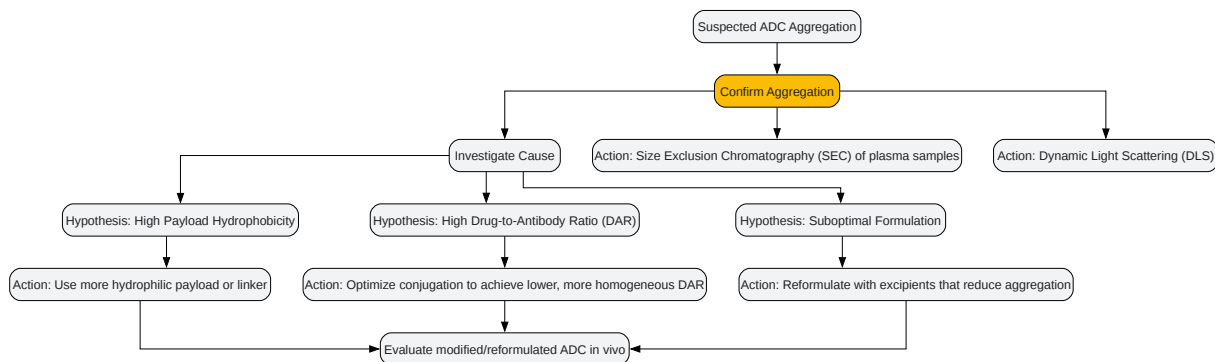 Suspected ADC Aggregation
Confirm Aggregation
Investigate Cause
Action: Size Exclusion Chromatography (SEC) of plasma samples
Action: Dynamic Light Scattering (DLS)
Hypothesis: High Payload Hydrophobicity
Hypothesis: High Drug-to-Antibody Ratio (DAR)
Hypothesis: Suboptimal Formulation
Action: Use more hydrophilic payload or linker
Action: Optimize conjugation to achieve lower, more homogeneous DAR
Action: Reformulate with excipients that reduce aggregation
Evaluate modified/reformulated ADC in vivo